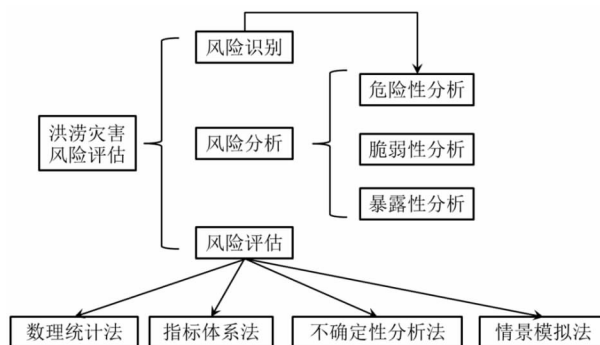 风险识别
危险性分析
洪涝灾害
风险评估
风险分析
脆弱性分析
暴露性分析
风险评估
数理统计法
指标体系法
不确定性分析法
情景模拟法